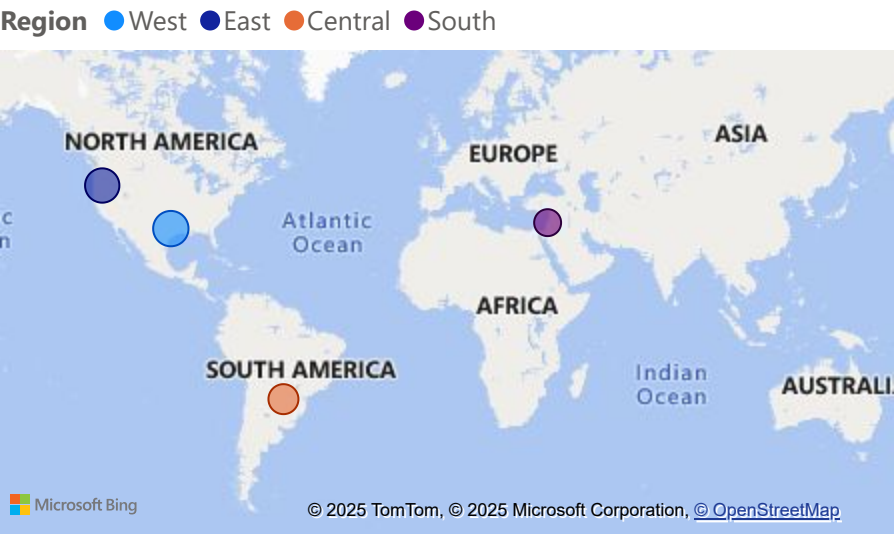 Region West East Central South
NORTH AMERICA
ASIA
EUROPE
c
n
Atlantic
Ocean
AFRICA
SOUTH AMERICA
Indian
Ocean
AUSTRALI
Microsoft Bing
© 2025 TomTom, © 2025 Microsoft Corporation, © OpenStreetMap